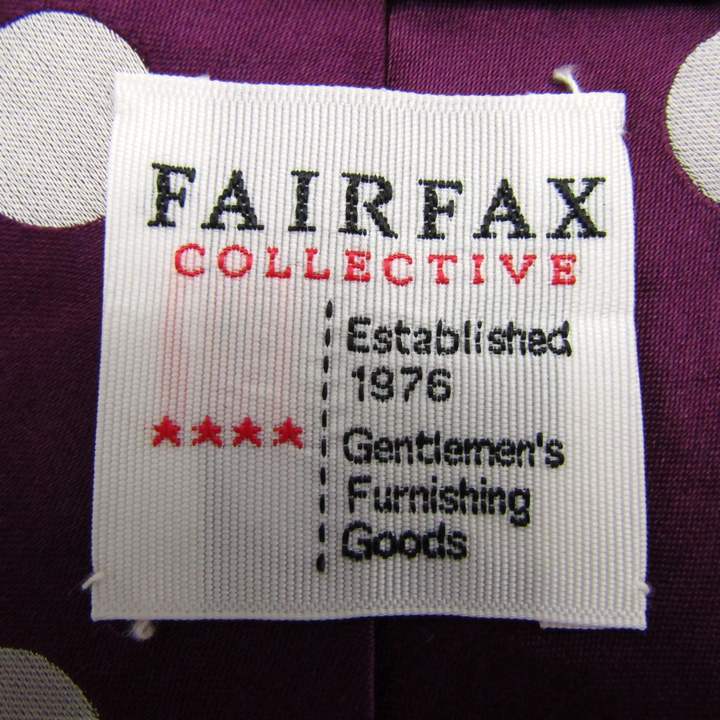 FAIRFAX
COLLECTIVE
Established
1976
★★★★
Gentlemen's
Furnishing
Goods